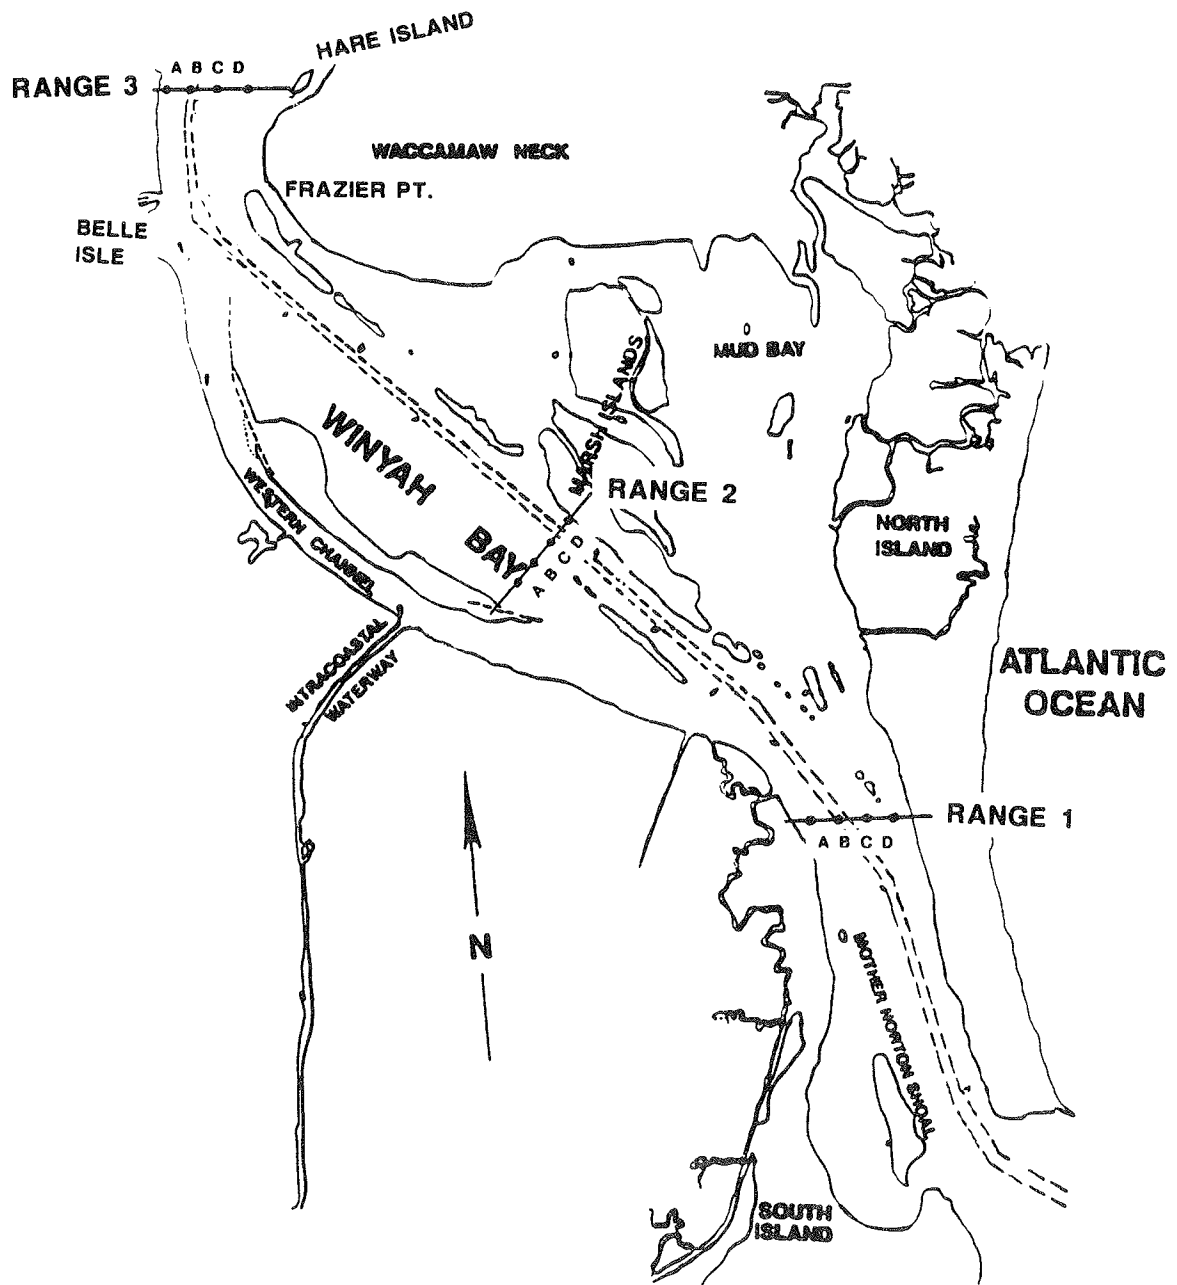 HARE ISLAND
A B C D
RANGE 3
WACCAMAW NECK
FRAZIER PT.
BELLE
ISLE
MUD BAY
MARSH ISLANDS
WINYAH
BAY
RANGE 2
A B C D
WESTERN CHANNEL
NORTH
ISLAND
INTRACOASTAL
WATERWAY
ATLANTIC
OCEAN
RANGE 1
A B C D
N
MOTHER NORTON SHOAL
SOUTH
ISLAND